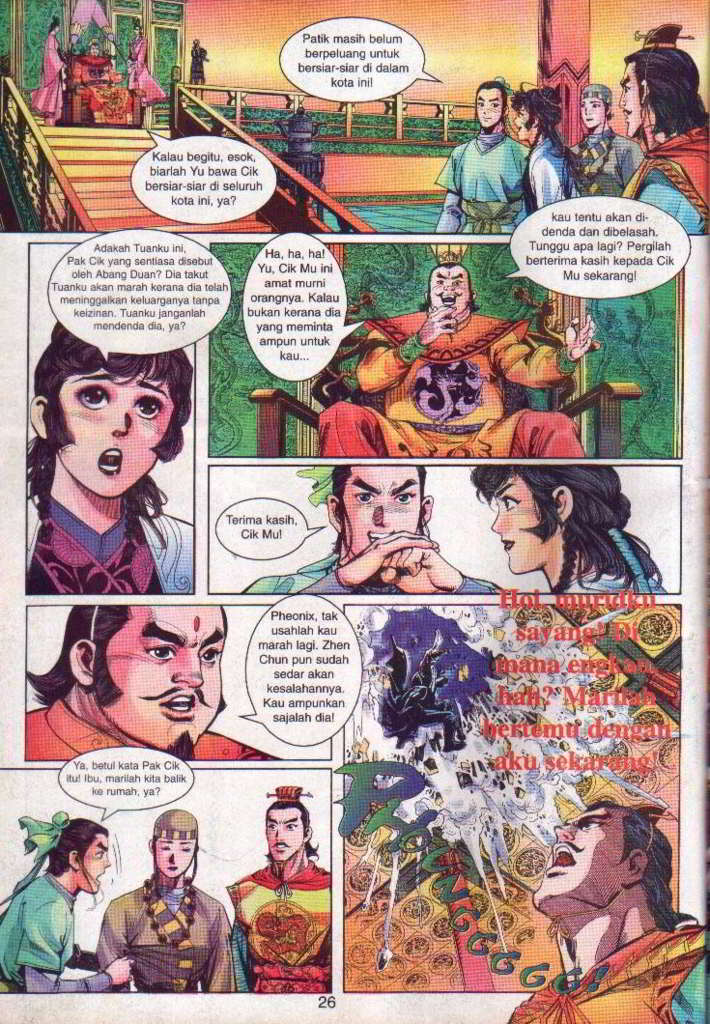 Patik masih belum
berpeluang untuk
bersiar-siar di dalam
kota ini!
Kalau begitu, esok,
biarlah Yu bawa Cik
bersiar-siar di seluruh
kota ini, ya?
Adakah Tuanku ini,
Pak Cik yang sentiasa disebut
oleh Abang Duan? Dia takut
Tuanku akan marah kerana dia telah
meninggalkan keluarganya tanpa
keizinan. Tuanku janganlah
mendenda dia, ya?
Ha, ha, ha!
Yu, Cik Mu ini
amat murni
orangnya. Kalau
bukan kerana dia
yang meminta
ampun untuk
kau...
kau tentu akan di-
denda dan dibelasah.
Tunggu apa lagi? Pergilah
berterima kasih kepada Cik
Mu sekarang!
Terima kasih,
Cik Mu!
Pheonix, tak
usahlah kau
marah lagi. Zhen
Chun pun sudah
sedar akan
kesalahannya.
Kau ampunkan
sajalah dia!
Hoi, muridku
sayang! Di
mana engkau,
hah? Marilah
bertemu dengan
aku sekarang!
Ya, betul kata Pak Cik
itu! Ibu, marilah kita balik
ke rumah, ya?
26